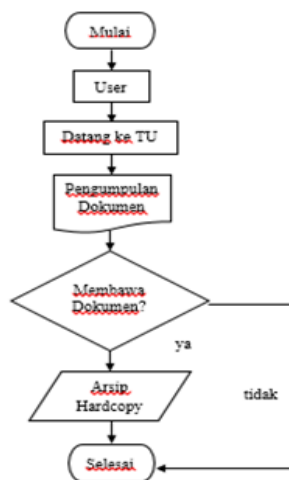 Mulai
User
Datang ke TU
Pengumpulan
Dokumen
Membawa
Dokumen?
ya
Arsip
Hardcopy
tidak
Selesai